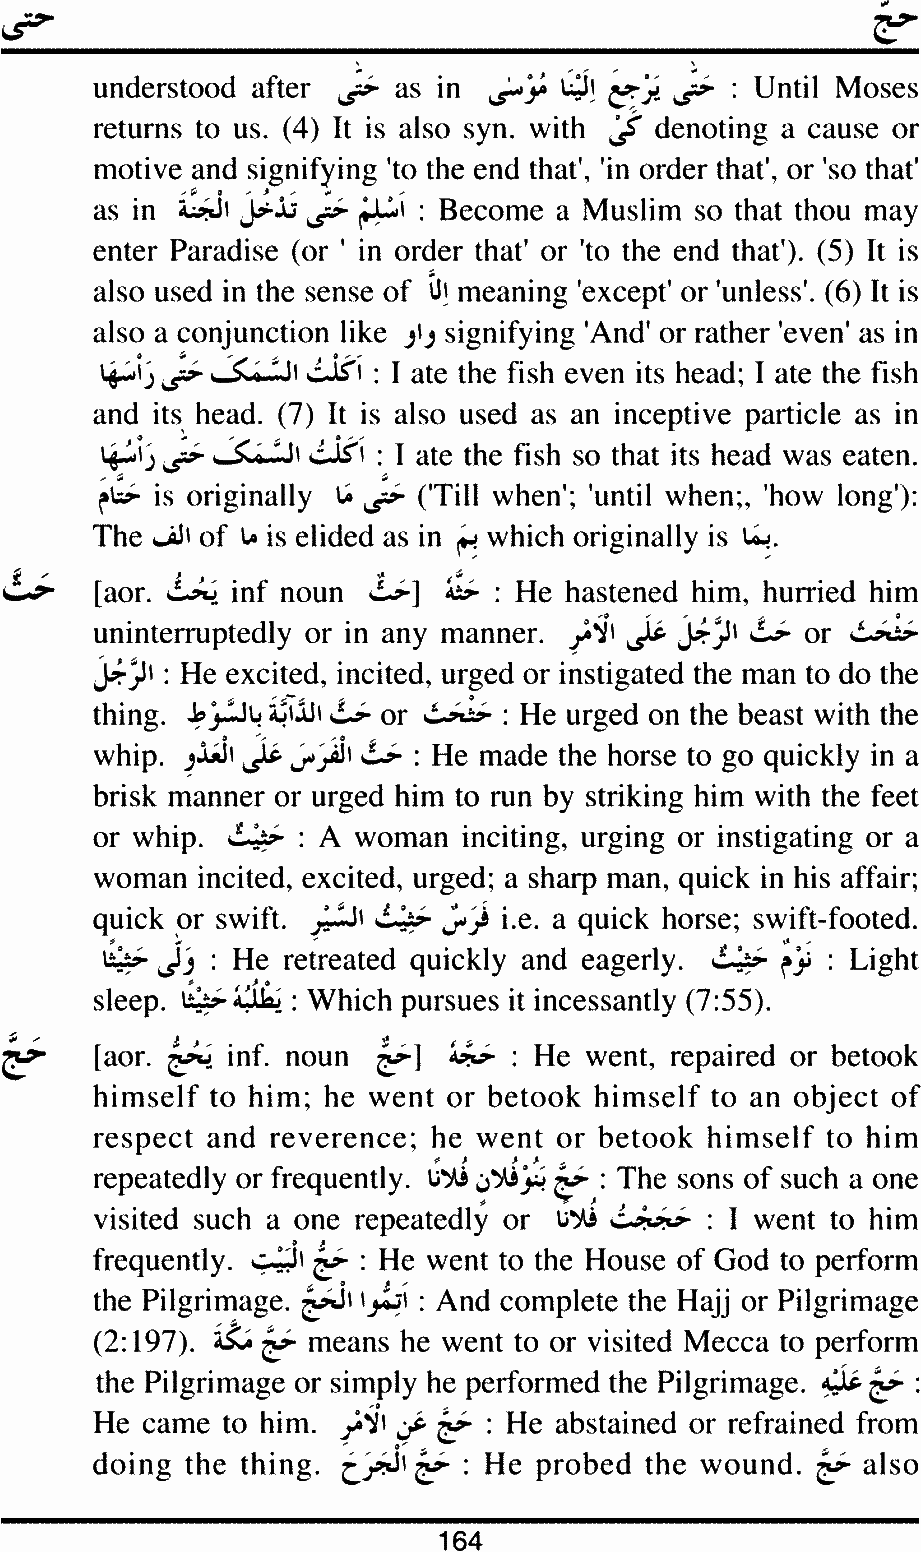 حتى حجّ
understood after حَتّٰى as in حَتّٰى يَرْجِعَ اِلَيْنَا مُوْسٰى : Until Moses
returns to us. (4) It is also syn. with كَیْ denoting a cause or
motive and signifying 'to the end that', 'in order that', or 'so that'
as in اَسْلِمْ حَتّٰى تَدْخُلَ الْجَنَّةَ : Become a Muslim so that thou may
enter Paradise (or ' in order that' or 'to the end that'). (5) It is
also used in the sense of اِلَّا meaning 'except' or 'unless'. (6) It is
also a conjunction like واو signifying 'And' or rather 'even' as in
اَكَلْتُ السَّمَكَ حَتّٰى رَاْسَهَا : I ate the fish even its head; I ate the fish
and its head. (7) It is also used as an inceptive particle as in
اَكَلْتُ السَّمَكَ حَتّٰى رَاْسُهَا : I ate the fish so that its head was eaten.
حَتَّامَ is originally حَتّٰى مَا ('Till when'; 'until when;, 'how long'):
The الف of ما is elided as in بِمَ which originally is بِمَا.
حَثَّ [aor. يَحُثُّ inf noun حَثٌّ] حَثَّهُ : He hastened him, hurried him
uninterruptedly or in any manner. حَثَّ الرَّجُلَ عَلَى الْاَمْرِ or حَثْحَثَ
الرَّجُلَ : He excited, incited, urged or instigated the man to do the
thing. حَثَّ الدَّآبَّةَ بِالسَّوْطِ or حَثْحَثَ : He urged on the beast with the
whip. حَثَّ الْفَرَسَ عَلَى الْعَدْوِ : He made the horse to go quickly in a
brisk manner or urged him to run by striking him with the feet
or whip. حَثِيْثٌ : A woman inciting, urging or instigating or a
woman incited, excited, urged; a sharp man, quick in his affair;
quick or swift. فَرَسٌ حَثِيْثُ السَّيْرِ i.e. a quick horse; swift-footed.
وَلّٰى حَثِيْثًا : He retreated quickly and eagerly. نَوْمٌ حَثِيْثٌ : Light
sleep. يَطْلُبُهُ حَثِيْثًا : Which pursues it incessantly (7:55).
حَجَّ [aor. يَحُجُّ inf. noun حَجٌّ] حَجَّهُ : He went, repaired or betook
himself to him; he went or betook himself to an object of
respect and reverence; he went or betook himself to him
repeatedly or frequently. حَجَّ بَنُوْفُلَانٍ فُلَانًا : The sons of such a one
visited such a one repeatedly or حَجَجْتُ فُلَانًا : I went to him
frequently. حَجَّ الْبَيْتَ : He went to the House of God to perform
the Pilgrimage. اَتِمُّوا الْحَجَّ : And complete the Hajj or Pilgrimage
(2:197). حَجَّ مَكَّةَ means he went to or visited Mecca to perform
the Pilgrimage or simply he performed the Pilgrimage. حَجَّ عَلَيْهِ :
He came to him. حَجَّ عَنِ الْاَمْرِ : He abstained or refrained from
doing the thing. حَجَّ الْجَرْحَ : He probed the wound. حَجَّ also
164